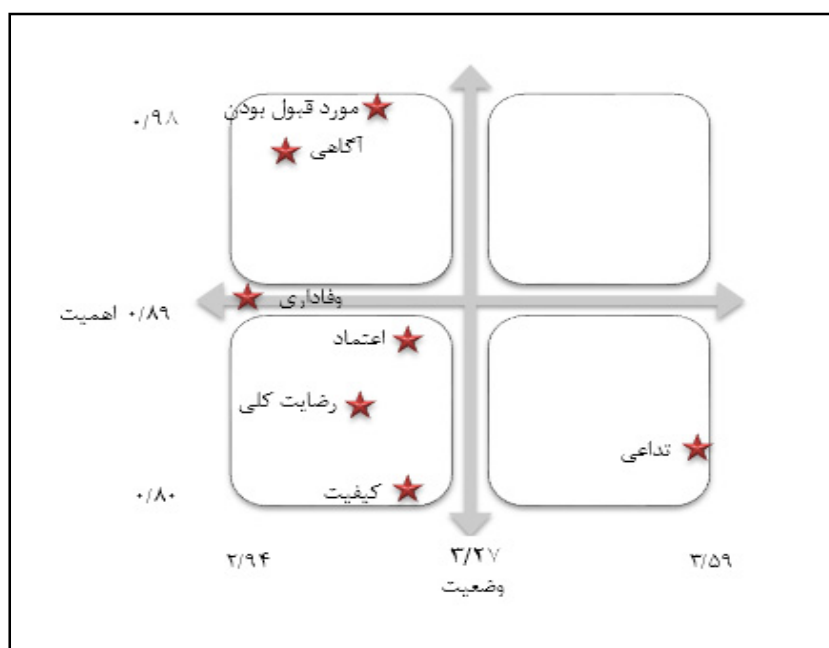 ۰/۹۸
مورد قبول بودن
آگاهی
وفاداری
۰/۸۹ اهمیت
اعتماد
رضایت کلی
تداعی
۰/۸۰
کیفیت
۲/۹۴
۳/۲۷
۳/۵۹
وضعیت